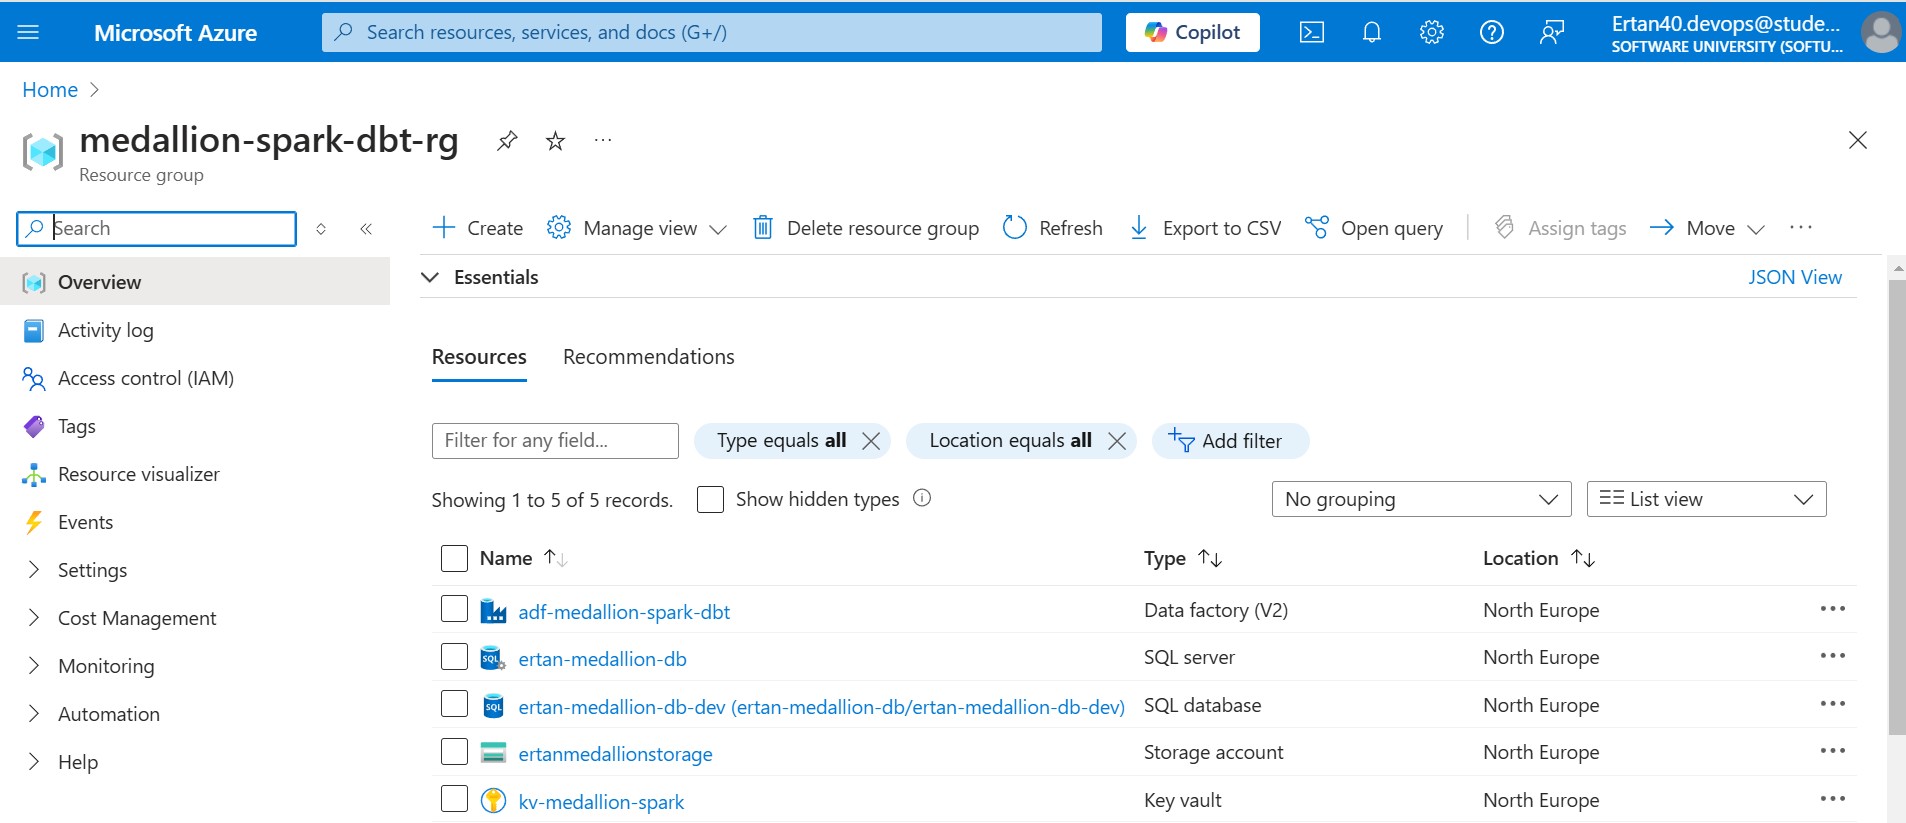 Microsoft Azure
Search resources, services, and docs (G+/)
Copilot
Ertan40.devops@stude...
SOFTWARE UNIVERSITY (SOFTU...
Home
medallion-spark-dbt-rg
Resource group
Search
Create
Manage view
Delete resource group
Refresh
Export to CSV
Open query
Assign tags
Move
Overview
Activity log
Access control (IAM)
Tags
Resource visualizer
Events
Settings
Cost Management
Monitoring
Automation
Help
Essentials
JSON View
Resources Recommendations
Filter for any field...
Type equals all
Location equals all
Add filter
Showing 1 to 5 of 5 records.
Show hidden types
No grouping
List view
Name Type Location
adf-medallion-spark-dbt Data factory (V2) North Europe
ertan-medallion-db SQL server North Europe
ertan-medallion-db-dev (ertan-medallion-db/ertan-medallion-db-dev) SQL database North Europe
ertanmedallionstorage Storage account North Europe
kv-medallion-spark Key vault North Europe